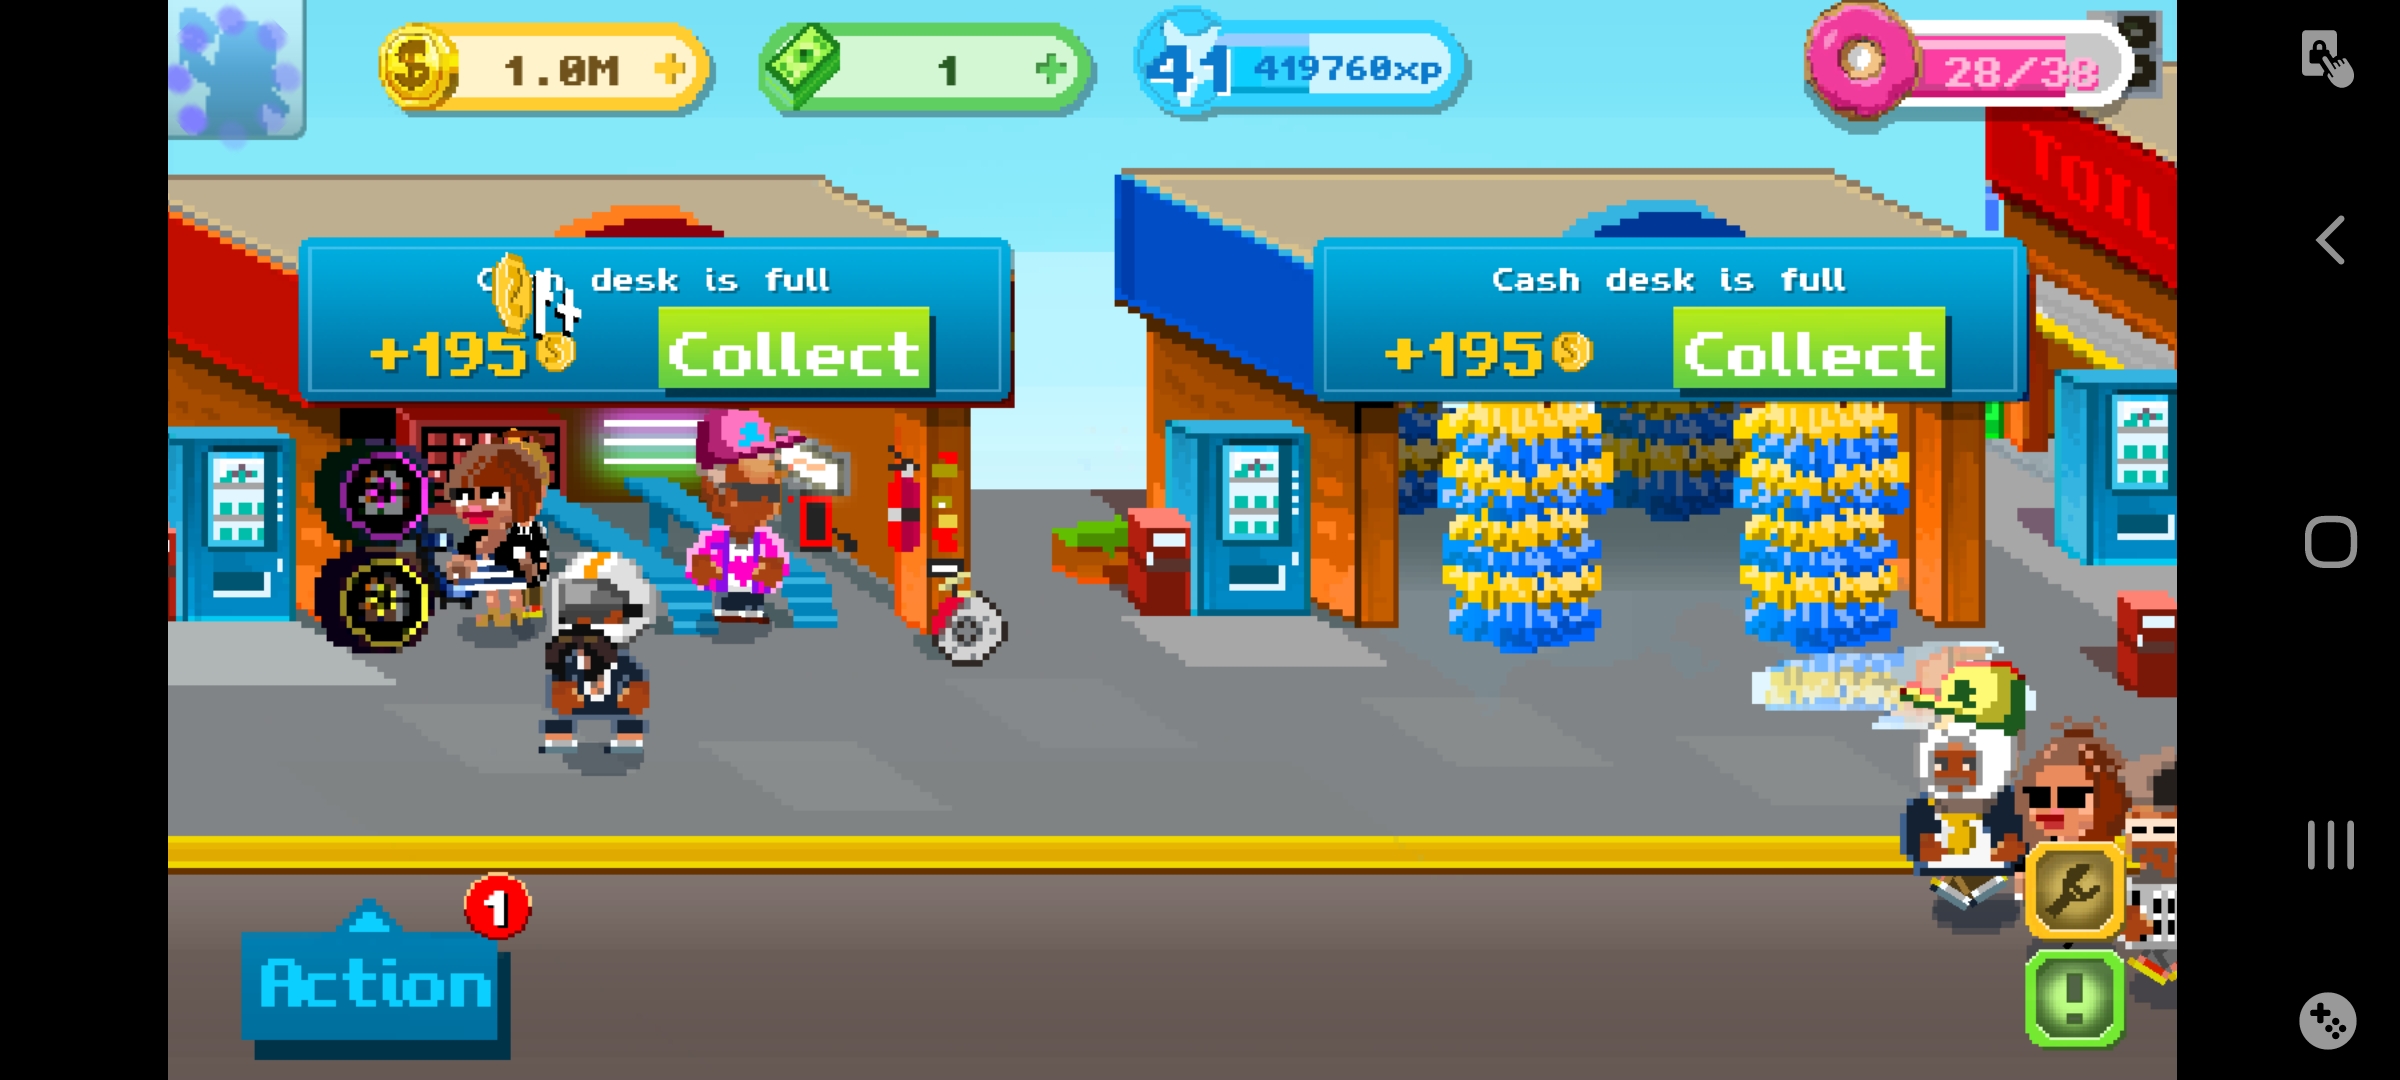 1.0M
1
41
419760xp
28/38
TOIL
desk is full
+195
Collect
Cash desk is full
+195
Collect
1
Action